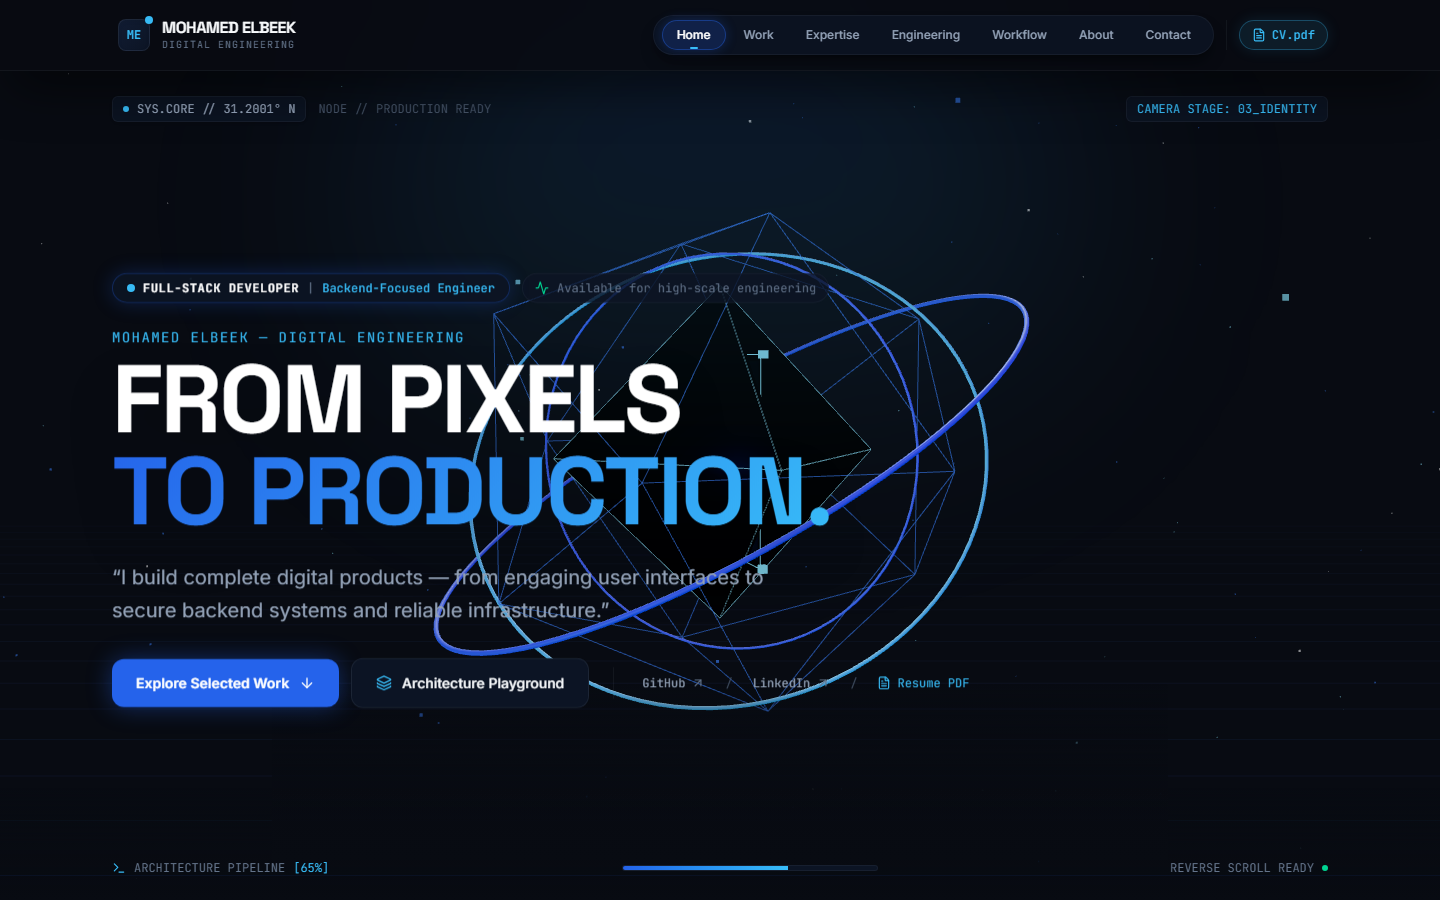 ME
MOHAMED ELBEEK
DIGITAL ENGINEERING
Home Work Expertise Engineering Workflow About Contact
CV.pdf
SYS.CORE // 31.2001° N
NODE // PRODUCTION READY
CAMERA STAGE: 03_IDENTITY
FULL-STACK DEVELOPER | Backend-Focused Engineer
Available for high-scale engineering
MOHAMED ELBEEK — DIGITAL ENGINEERING
FROM PIXELS
TO PRODUCTION.
“I build complete digital products — from engaging user interfaces to
secure backend systems and reliable infrastructure.”
Explore Selected Work
Architecture Playground
GitHub / LinkedIn / Resume PDF
ARCHITECTURE PIPELINE [65%]
REVERSE SCROLL READY